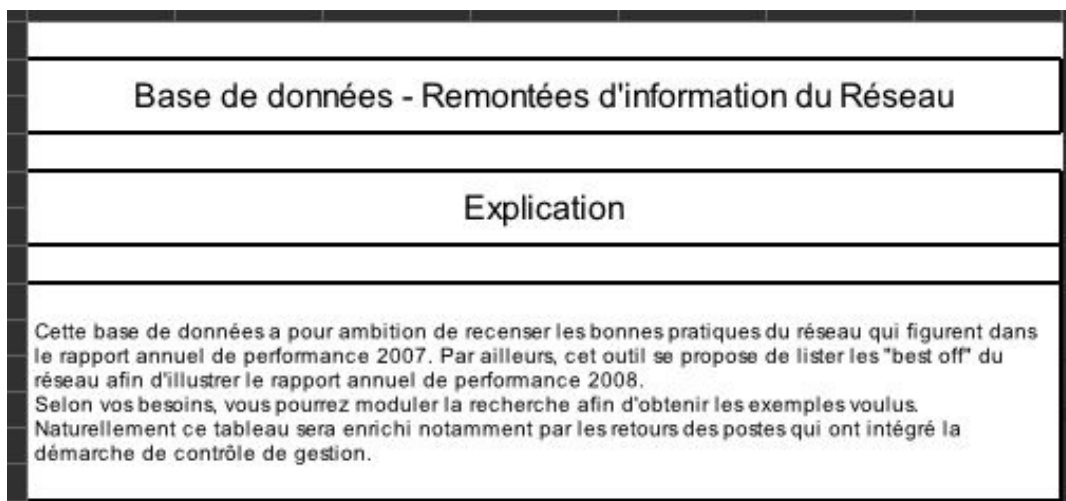 Base de données - Remontées d'information du Réseau
Explication
Cette base de données a pour ambition de recenser les bonnes pratiques du réseau qui figurent dans
le rapport annuel de performance 2007. Par ailleurs, cet outil se propose de lister les "best off" du
réseau afin d'illustrer le rapport annuel de performance 2008.
Selon vos besoins, vous pourrez moduler la recherche afin d'obtenir les exemples voulus.
Naturellement ce tableau sera enrichi notamment par les retours des postes qui ont intégré la
démarche de contrôle de gestion.